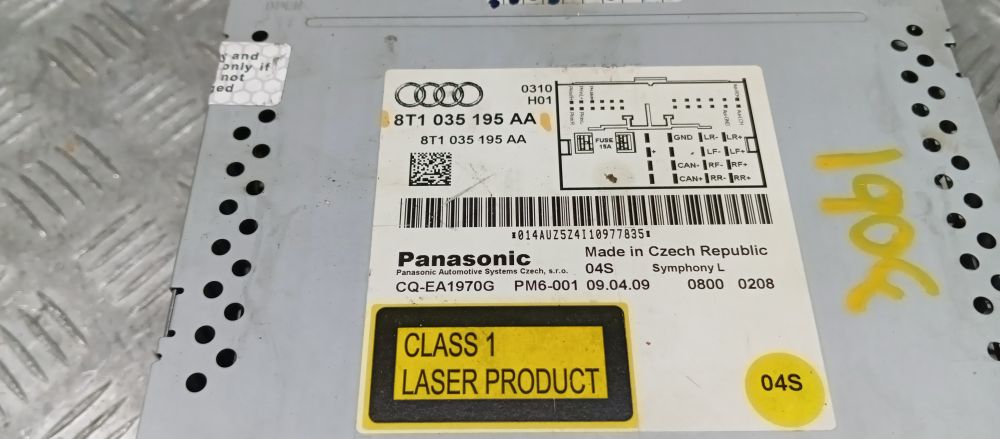 y and
only if
not
ed
0310
H01
8T1 035 195 AA
8T1 035 195 AA
FUSE
15A
GND LR- LR+
+ LF- LF+
CAN- RF- RF+
CAN+ RR- RR+
*014AUZ5Z4I10977835*
Panasonic
Made in Czech Republic
Panasonic Automotive Systems Czech, s.r.o.
04S Symphony L
CQ-EA1970G PM6-001 09.04.09 0800 0208
CLASS 1
LASER PRODUCT
04S